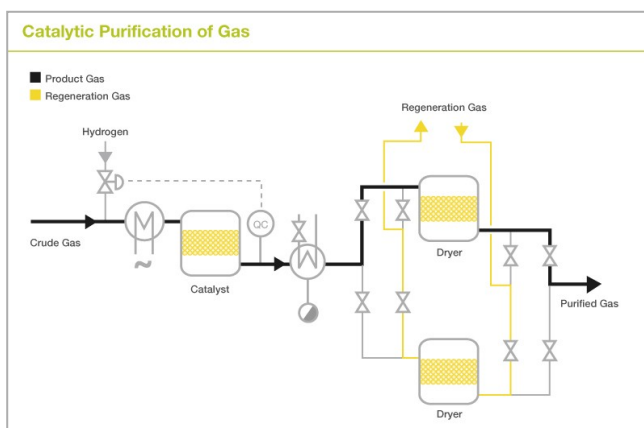 Catalytic Purification of Gas
Product Gas
Regeneration Gas
Regeneration Gas
Hydrogen
QC
Crude Gas
Catalyst
Dryer
Purified Gas
Dryer